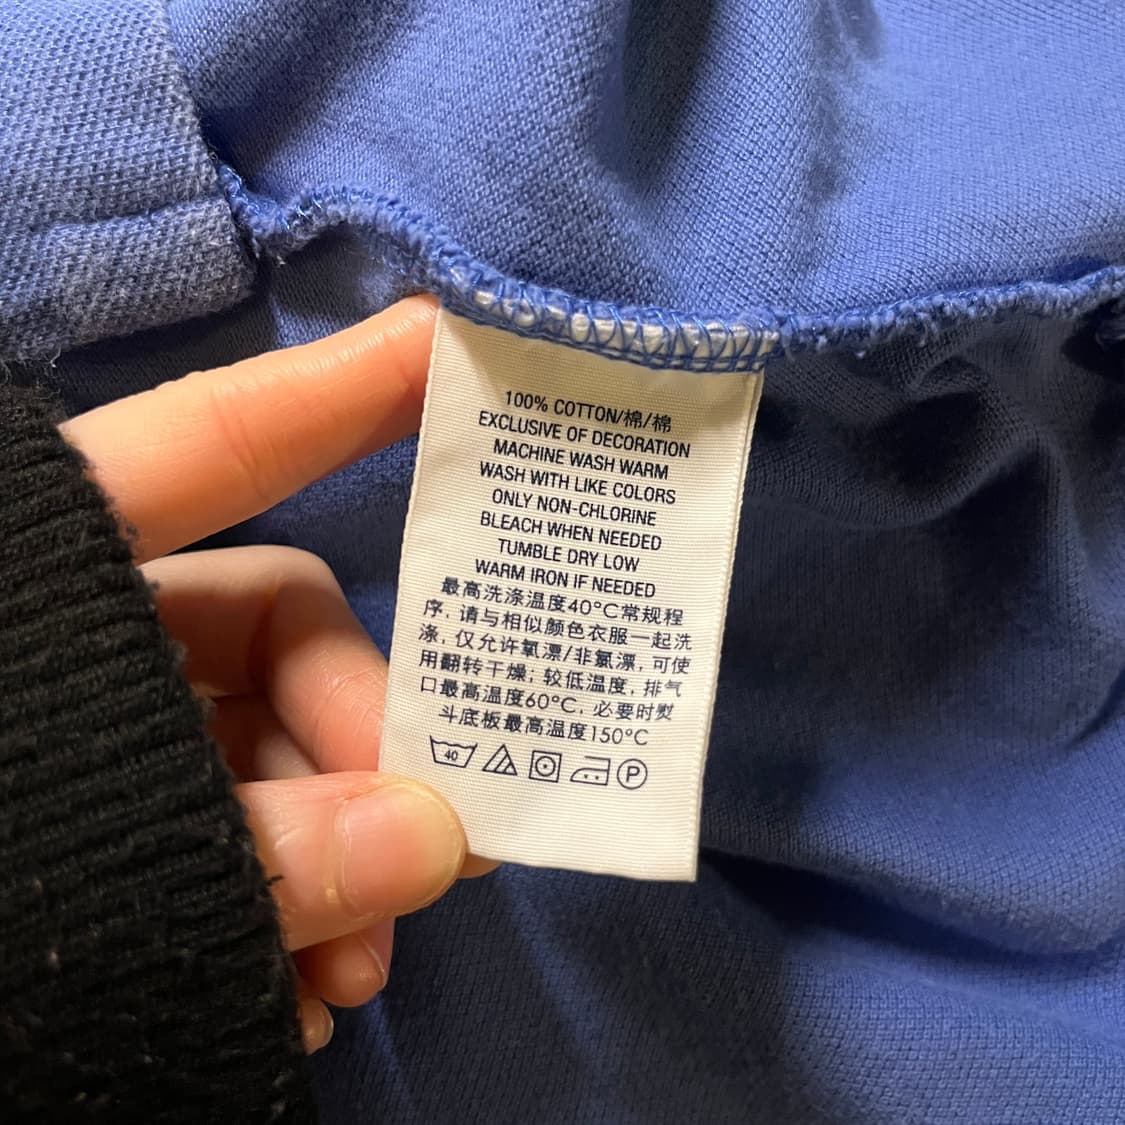 100% COTTON/棉/棉
EXCLUSIVE OF DECORATION
MACHINE WASH WARM
WASH WITH LIKE COLORS
ONLY NON-CHLORINE
BLEACH WHEN NEEDED
TUMBLE DRY LOW
WARM IRON IF NEEDED
最高洗涤温度40°C常规程
序, 请与相似颜色衣服一起洗
涤, 仅允许氧漂/非氯漂, 可使
用翻转干燥; 较低温度, 排气
口最高温度60°C, 必要时熨
斗底板最高温度150°C
40 P